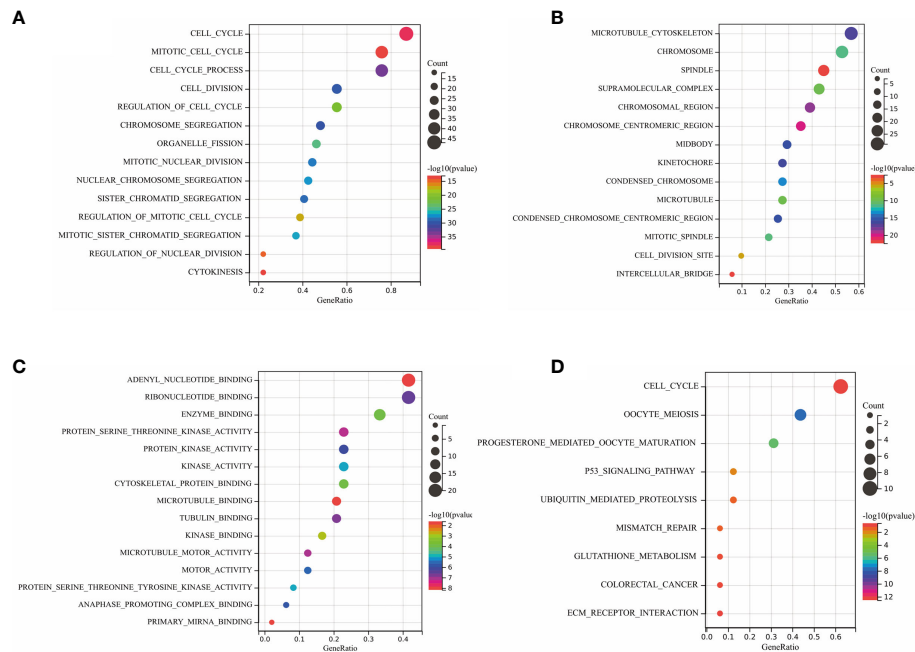 A
CELL_CYCLE
MITOTIC_CELL_CYCLE
CELL_CYCLE_PROCESS
CELL_DIVISION
REGULATION_OF_CELL_CYCLE
CHROMOSOME_SEGREGATION
ORGANELLE_FISSION
MITOTIC_NUCLEAR_DIVISION
NUCLEAR_CHROMOSOME_SEGREGATION
SISTER_CHROMATID_SEGREGATION
REGULATION_OF_MITOTIC_CELL_CYCLE
MITOTIC_SISTER_CHROMATID_SEGREGATION
REGULATION_OF_NUCLEAR_DIVISION
CYTOKINESIS
0.2 0.4 0.6 0.8
GeneRatio
Count
15
20
25
30
35
40
45
-log10(pvalue)
15
20
25
30
35
B
MICROTUBULE_CYTOSKELETON
CHROMOSOME
SPINDLE
SUPRAMOLECULAR_COMPLEX
CHROMOSOMAL_REGION
CHROMOSOME_CENTROMERIC_REGION
MIDBODY
KINETOCHORE
CONDENSED_CHROMOSOME
MICROTUBULE
CONDENSED_CHROMOSOME_CENTROMERIC_REGION
MITOTIC_SPINDLE
CELL_DIVISION_SITE
INTERCELLULAR_BRIDGE
0.1 0.2 0.3 0.4 0.5 0.6
GeneRatio
Count
5
10
15
20
25
-log10(pvalue
5
10
15
20
C
ADENYL_NUCLEOTIDE_BINDING
RIBONUCLEOTIDE_BINDING
ENZYME_BINDING
PROTEIN_SERINE_THREONINE_KINASE_ACTIVITY
PROTEIN_KINASE_ACTIVITY
KINASE_ACTIVITY
CYTOSKELETAL_PROTEIN_BINDING
MICROTUBULE_BINDING
TUBULIN_BINDING
KINASE_BINDING
MICROTUBULE_MOTOR_ACTIVITY
MOTOR_ACTIVITY
PROTEIN_SERINE_THREONINE_TYROSINE_KINASE_ACTIVITY
ANAPHASE_PROMOTING_COMPLEX_BINDING
PRIMARY_MIRNA_BINDING
0.0 0.1 0.2 0.3 0.4
GeneRatio
Count
5
10
15
20
-log10(pvalue
2
3
4
5
6
7
8
D
CELL_CYCLE
OOCYTE_MEIOSIS
PROGESTERONE_MEDIATED_OOCYTE_MATURATION
P53_SIGNALING_PATHWAY
UBIQUITIN_MEDIATED_PROTEOLYSIS
MISMATCH_REPAIR
GLUTATHIONE_METABOLISM
COLORECTAL_CANCER
ECM_RECEPTOR_INTERACTION
0.0 0.1 0.2 0.3 0.4 0.5 0.6
GeneRatio
Count
2
4
6
8
10
-log10(pvalue)
2
4
6
8
10
12